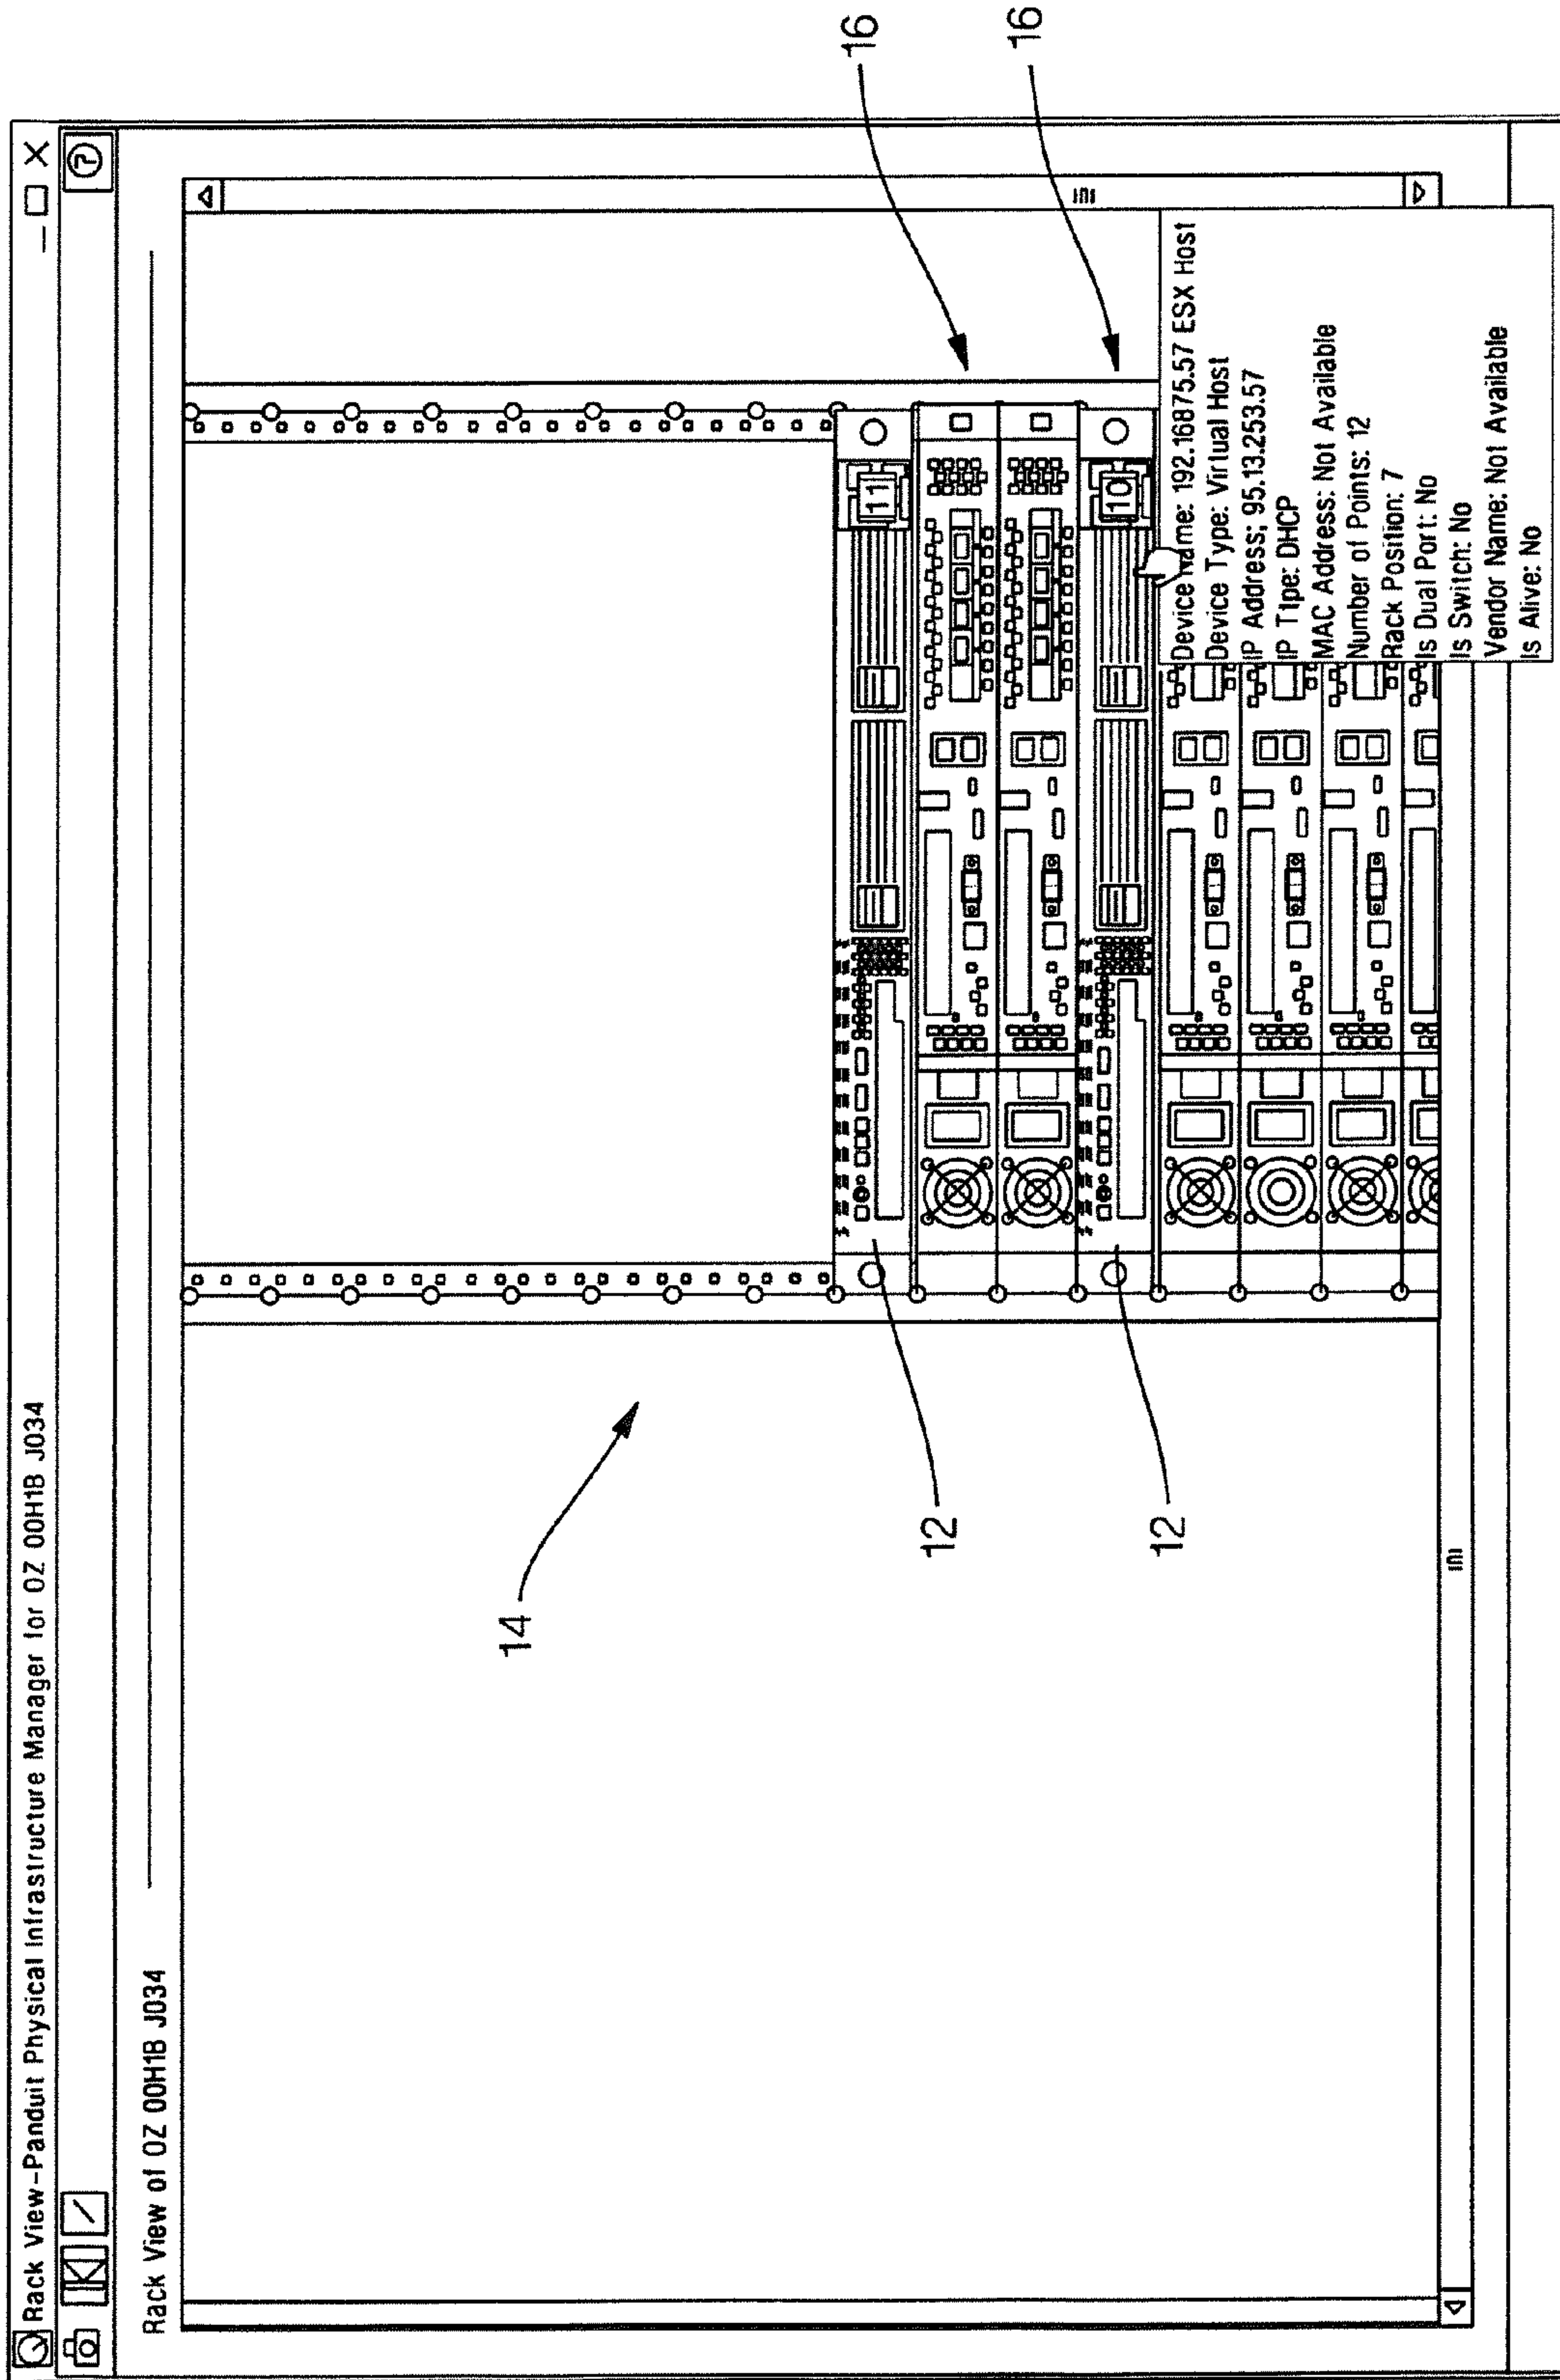 Rack View-Panduit Physical Infrastructure Manager for OZ 00H1B J034
Rack View of OZ 00H1B J034
14
11
16
12
10
16
12
Device Name: 192.16875.57 ESX Host
Device Type: Virtual Host
IP Address; 95.13.253.57
IP T1pe: DHCP
MAC Address: Not Available
Number of Points: 12
Rack Position: 7
Is Dual Port: No
Is Switch: No
Vendor Name: Not Available
Is Alive: No